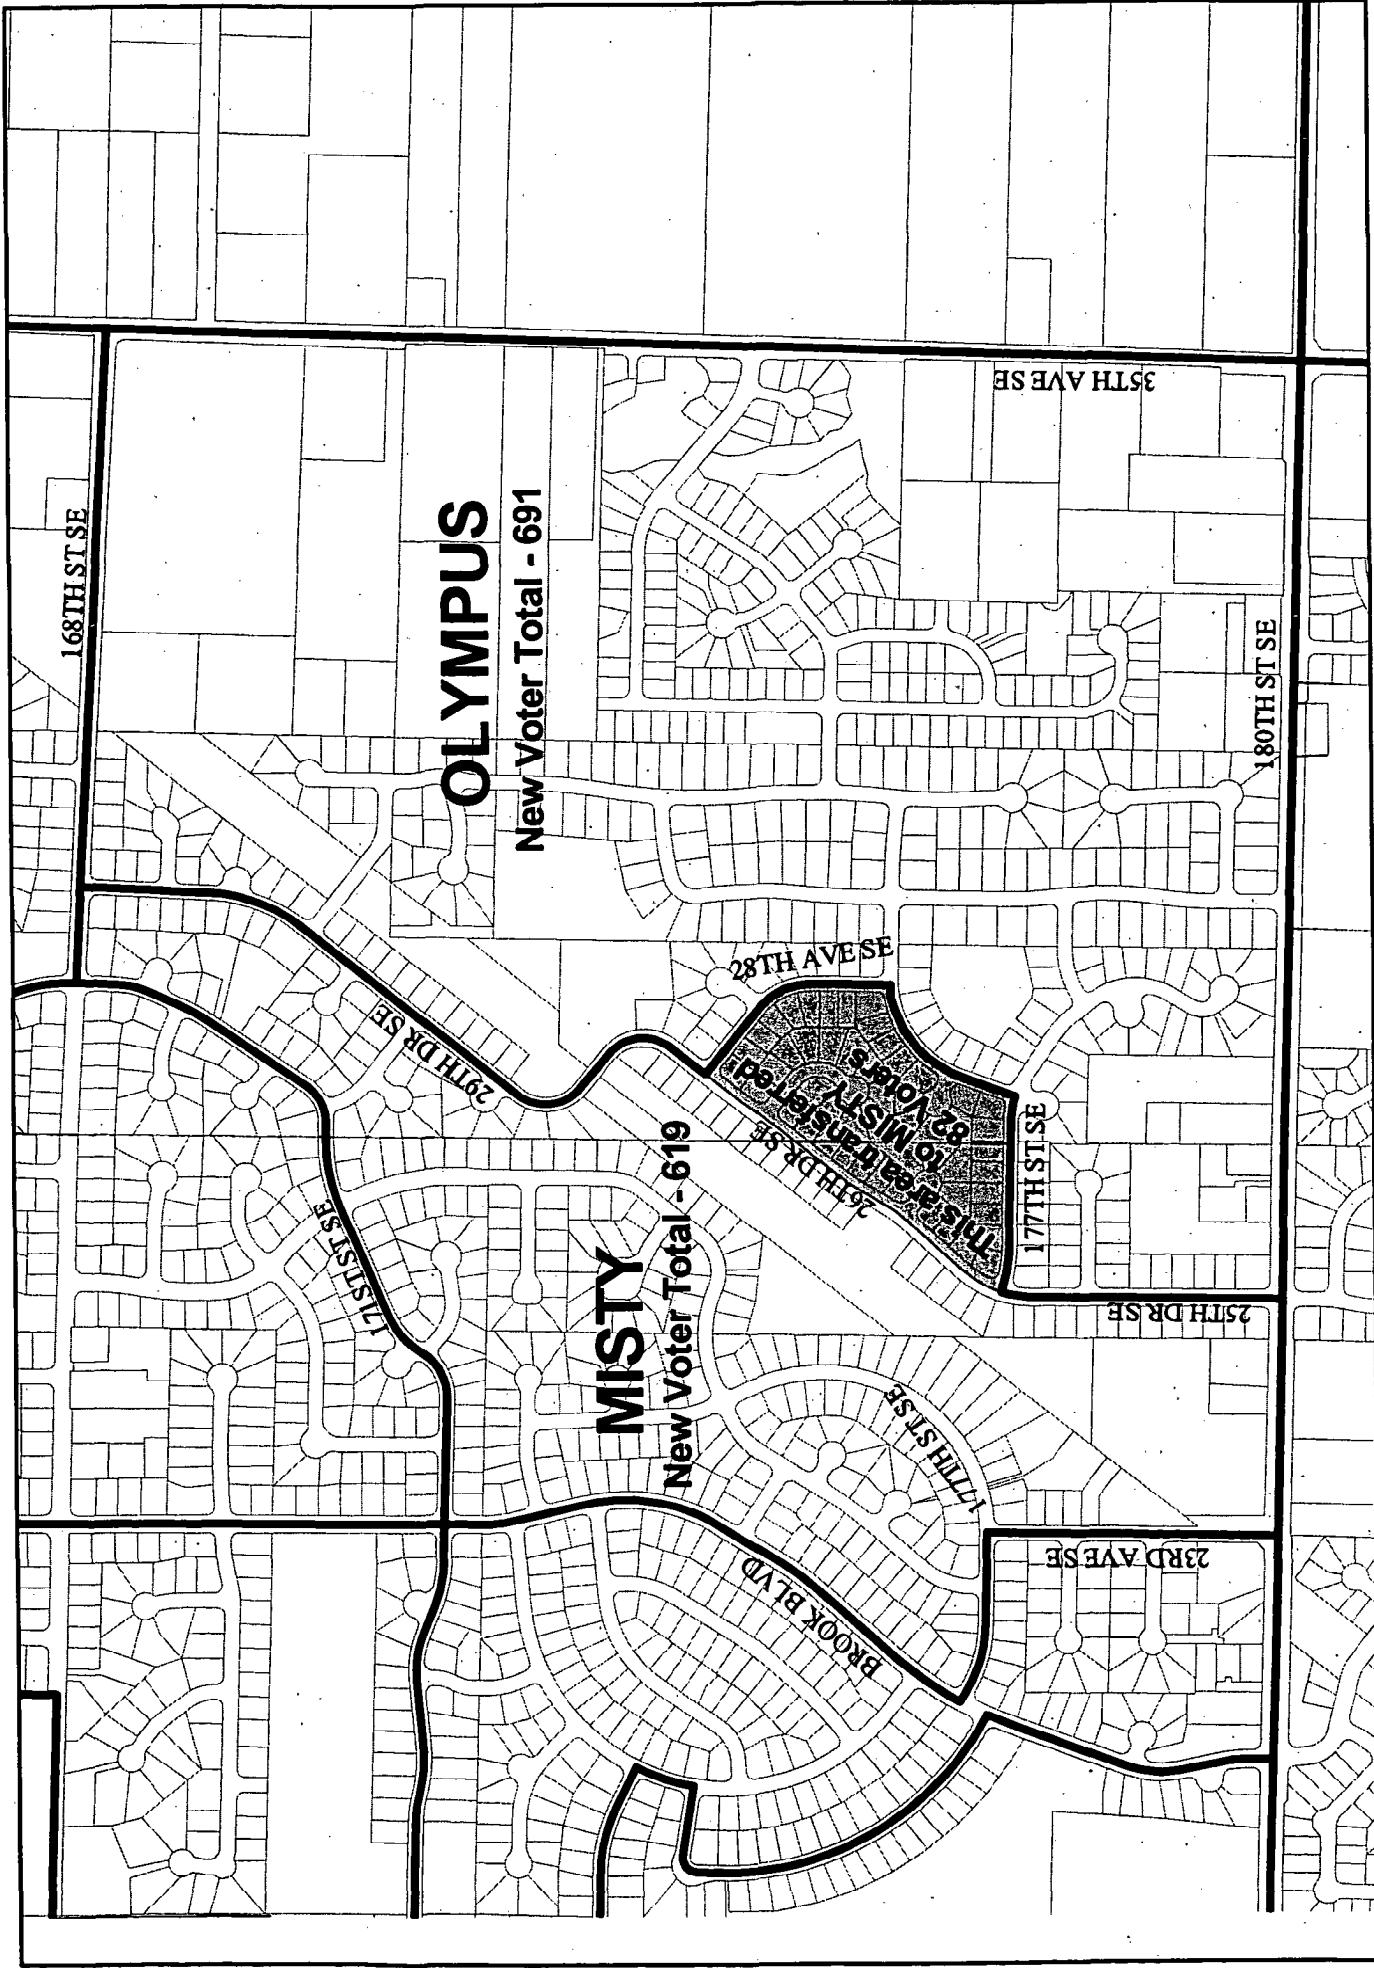 168TH ST SE
OLYMPUS
New Voter Total - 691
35TH AVE SE
180TH ST SE
28TH AVE SE
29TH DR SE
This area transferred
to MISTY
82 Voters
26TH DR SE
177TH ST SE
25TH DR SE
171ST ST SE
MISTY
New Voter Total - 619
177TH ST SE
BROOK BLVD
23RD AVE SE